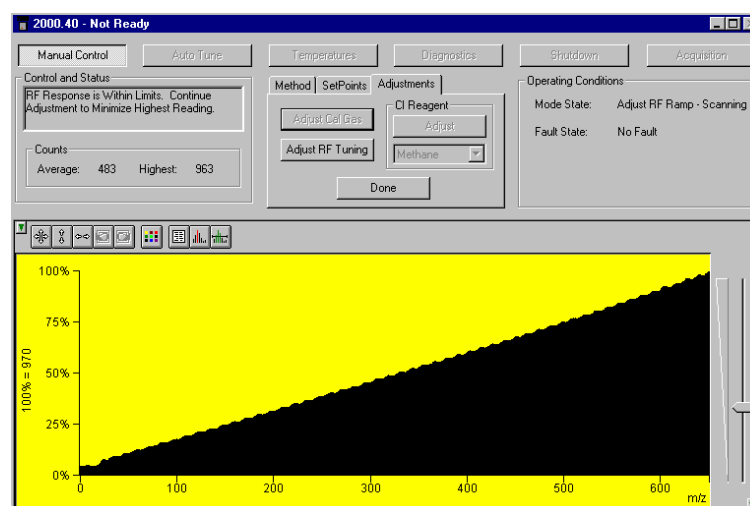 2000.40 - Not Ready
Manual Control
Auto Tune
Temperatures
Diagnostics
Shutdown
Acquisition
Control and Status
RF Response is Within Limits. Continue
Adjustment to Minimize Highest Reading.
Counts
Average: 483 Highest: 963
Method SetPoints Adjustments
Adjust Cal Gas
Adjust RF Tuning
CI Reagent
Adjust
Methane
Done
Operating Conditions
Mode State: Adjust RF Ramp - Scanning
Fault State: No Fault
100% = 970
100%
75%
50%
25%
0%
0 100 200 300 400 500 600
m/z